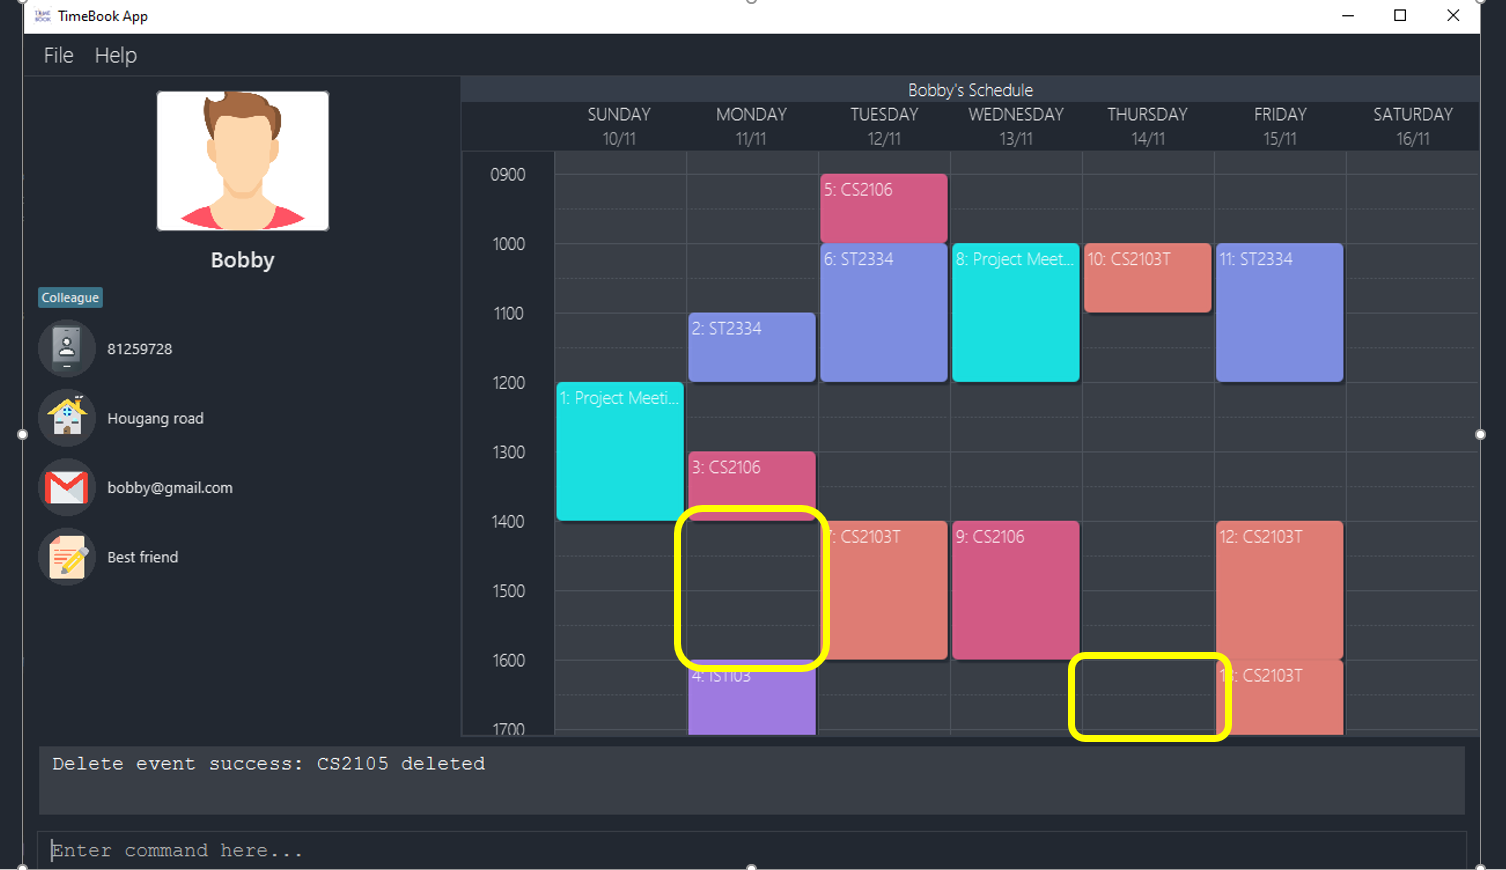 TimeBook App
File Help
Bobby
Colleague
81259728
Hougang road
bobby@gmail.com
Best friend
Bobby's Schedule
SUNDAY MONDAY TUESDAY WEDNESDAY THURSDAY FRIDAY SATURDAY
10/11 11/11 12/11 13/11 14/11 15/11 16/11
0900
5: CS2106
1000
6: ST2334 8: Project Meet... 10: CS2103T 11: ST2334
1100
2: ST2334
1200
1: Project Meeti...
1300
3: CS2106
1400
7: CS2103T 9: CS2106 12: CS2103T
1500
1600
4: IS1103 13: CS2103T
1700
Delete event success: CS2105 deleted
Enter command here...